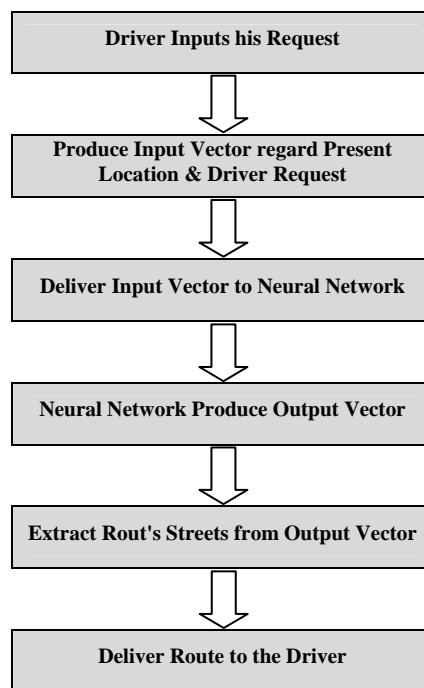 Driver Inputs his Request
Produce Input Vector regard Present
Location & Driver Request
Deliver Input Vector to Neural Network
Neural Network Produce Output Vector
Extract Rout's Streets from Output Vector
Deliver Route to the Driver